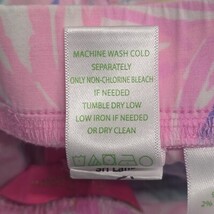 MACHINE WASH COLD
SEPARATELY
ONLY NON-CHLORINE BLEACH
IF NEEDED
TUMBLE DRY LOW
LOW IRON IF NEEDED
OR DRY CLEAN